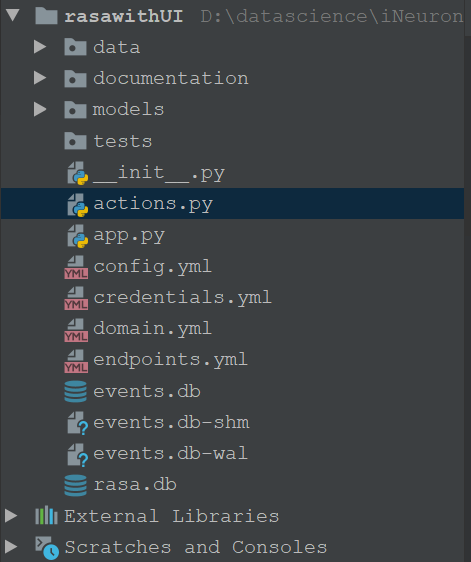 rasawithUI D:\datascience\iNeuron
data
documentation
models
tests
__init__.py
actions.py
app.py
YML config.yml
YML credentials.yml
YML domain.yml
YML endpoints.yml
events.db
? events.db-shm
? events.db-wal
rasa.db
External Libraries
Scratches and Consoles